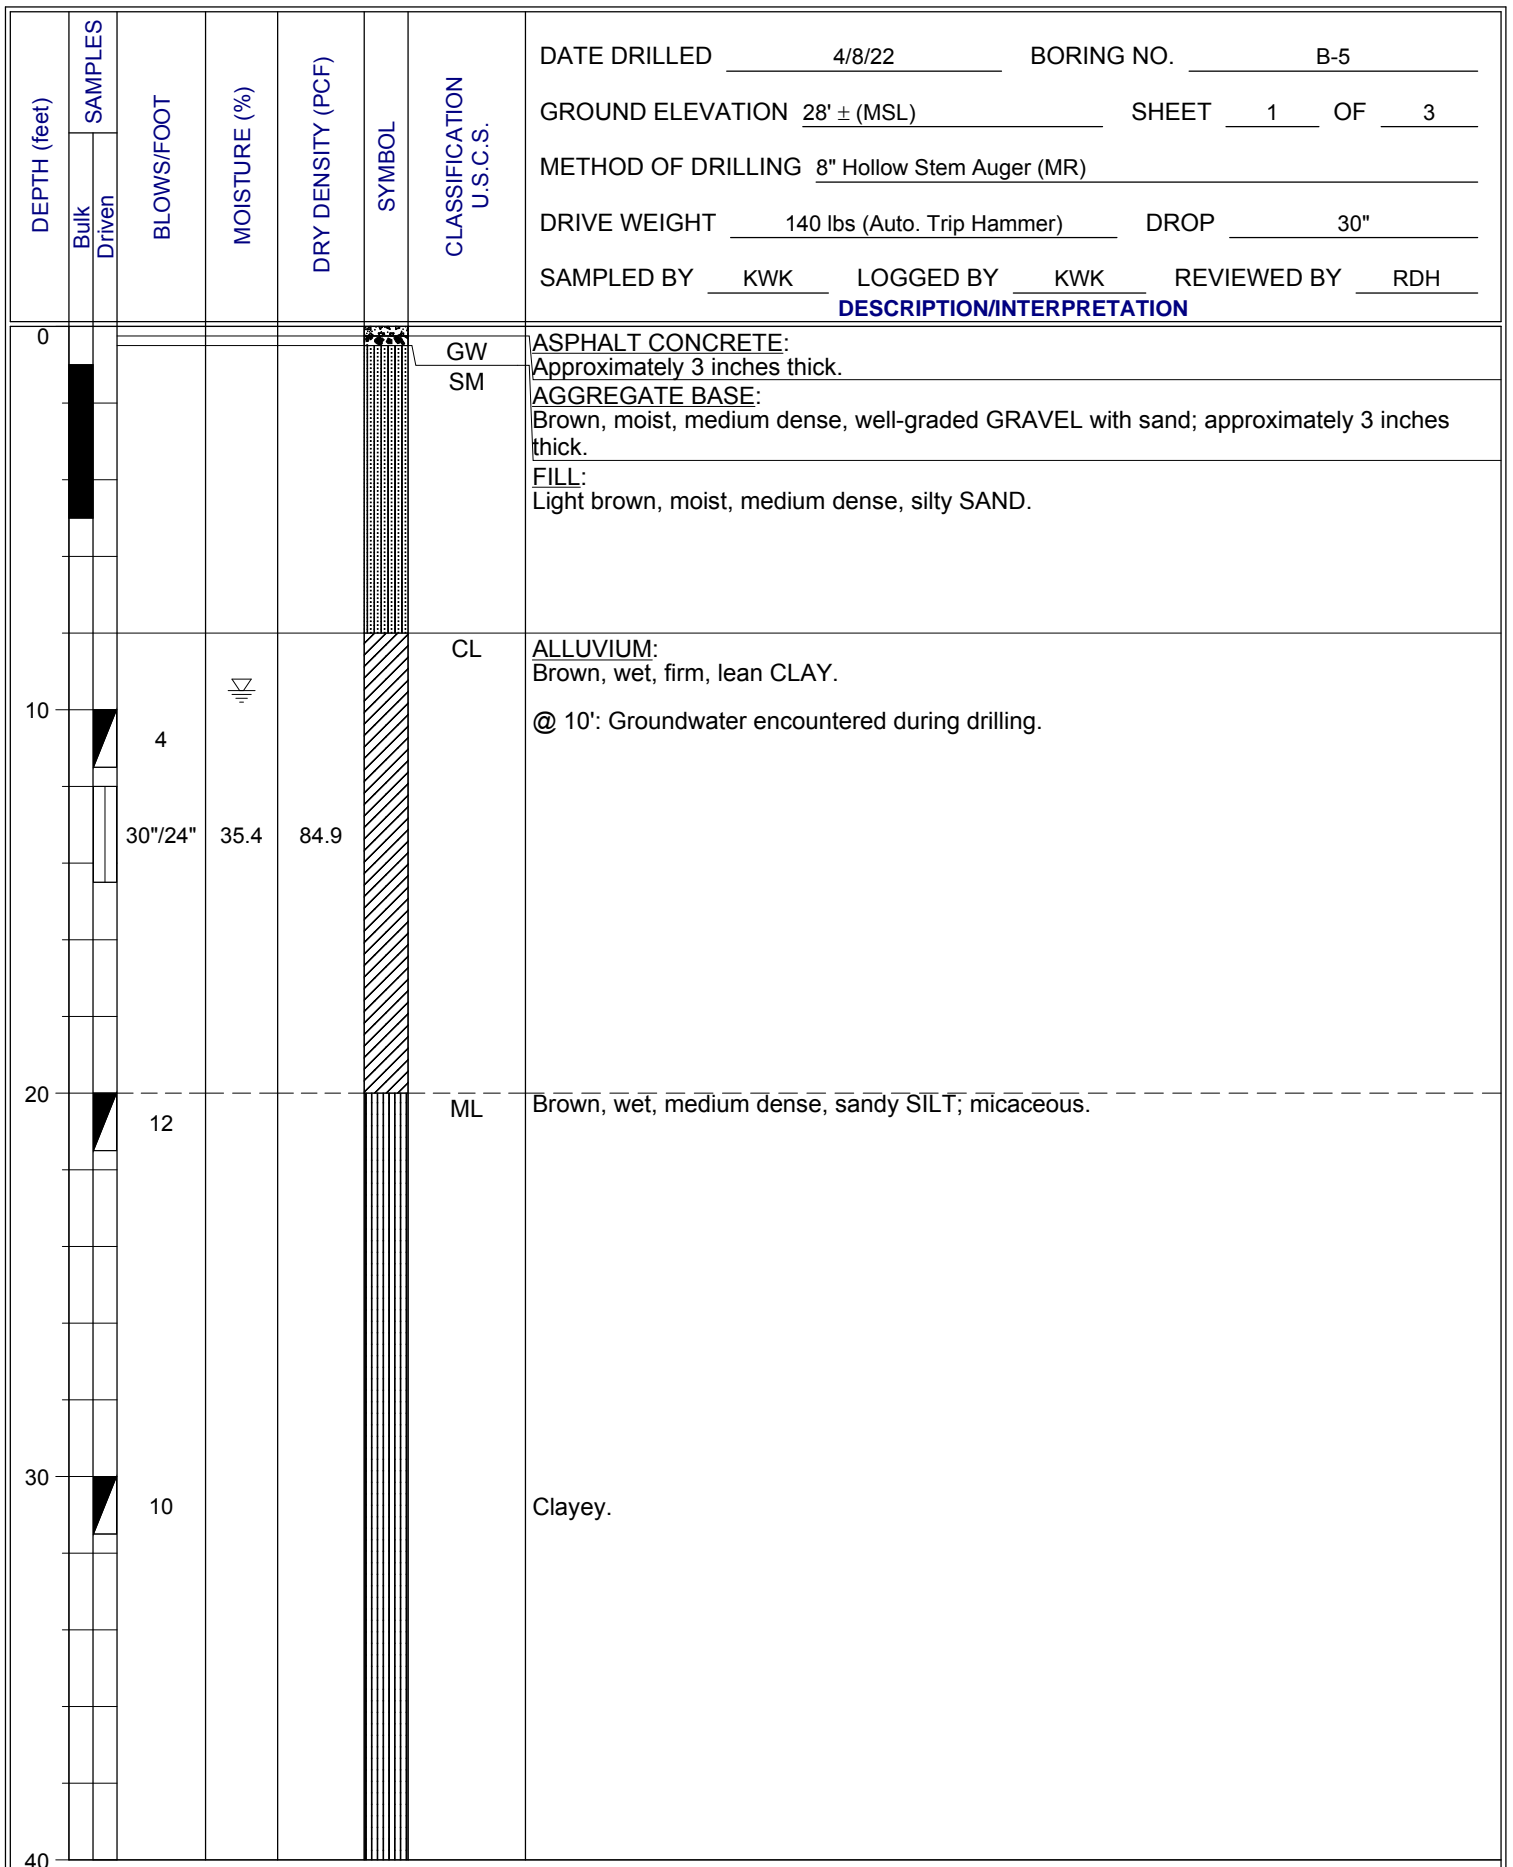 DEPTH (feet)
SAMPLES
Bulk
Driven
BLOWS/FOOT
MOISTURE (%)
DRY DENSITY (PCF)
SYMBOL
CLASSIFICATION
U.S.C.S.
DATE DRILLED 4/8/22 BORING NO. B-5
GROUND ELEVATION 28' ± (MSL) SHEET 1 OF 3
METHOD OF DRILLING 8" Hollow Stem Auger (MR)
DRIVE WEIGHT 140 lbs (Auto. Trip Hammer) DROP 30"
SAMPLED BY KWK LOGGED BY KWK REVIEWED BY RDH
DESCRIPTION/INTERPRETATION
0
GW
ASPHALT CONCRETE:
Approximately 3 inches thick.
SM
AGGREGATE BASE:
Brown, moist, medium dense, well-graded GRAVEL with sand; approximately 3 inches
thick.
FILL:
Light brown, moist, medium dense, silty SAND.
CL
ALLUVIUM:
Brown, wet, firm, lean CLAY.
10
4
@ 10': Groundwater encountered during drilling.
30"/24" 35.4 84.9
20
12
ML
Brown, wet, medium dense, sandy SILT; micaceous.
30
10
Clayey.
40